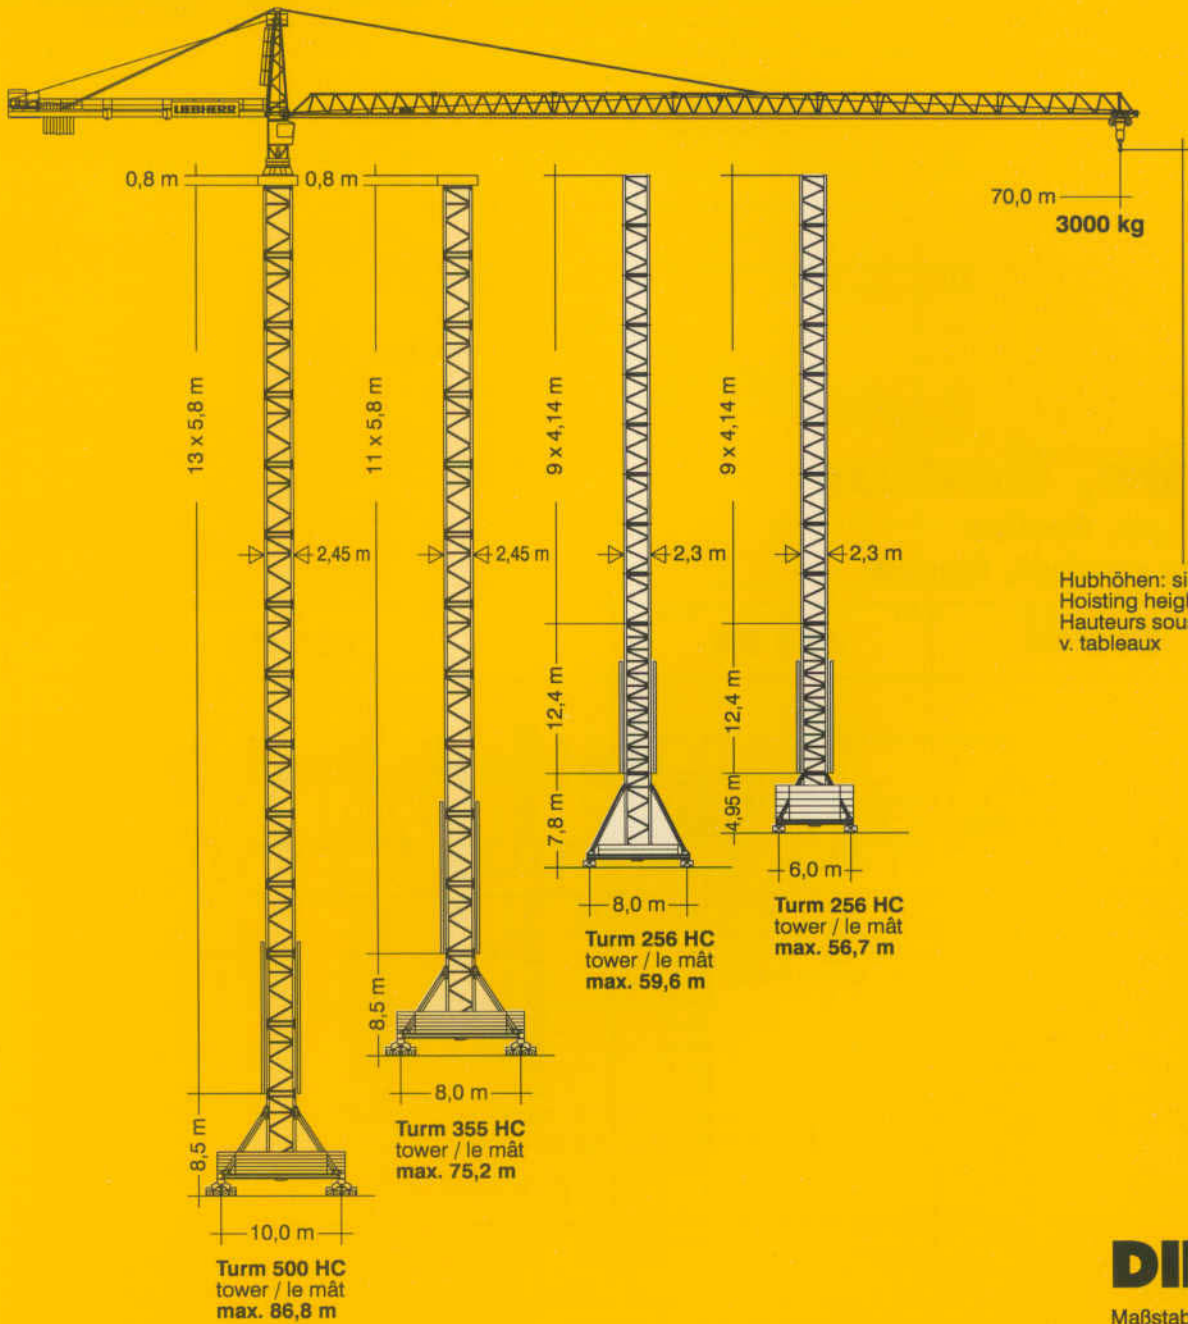 LIEBHERR
0,8 m
0,8 m
70,0 m
3000 kg
13 x 5,8 m
11 x 5,8 m
9 x 4,14 m
9 x 4,14 m
2,45 m
2,45 m
2,3 m
2,3 m
Hubhöhen: si
Hoisting heig
Hauteurs sou
v. tableaux
12,4 m
12,4 m
7,8 m
4,95 m
6,0 m
Turm 256 HC
tower / le mât
max. 56,7 m
8,0 m
Turm 256 HC
tower / le mât
max. 59,6 m
8,5 m
8,0 m
Turm 355 HC
tower / le mât
max. 75,2 m
8,5 m
10,0 m
Turm 500 HC
tower / le mât
max. 86,8 m
Maßstab